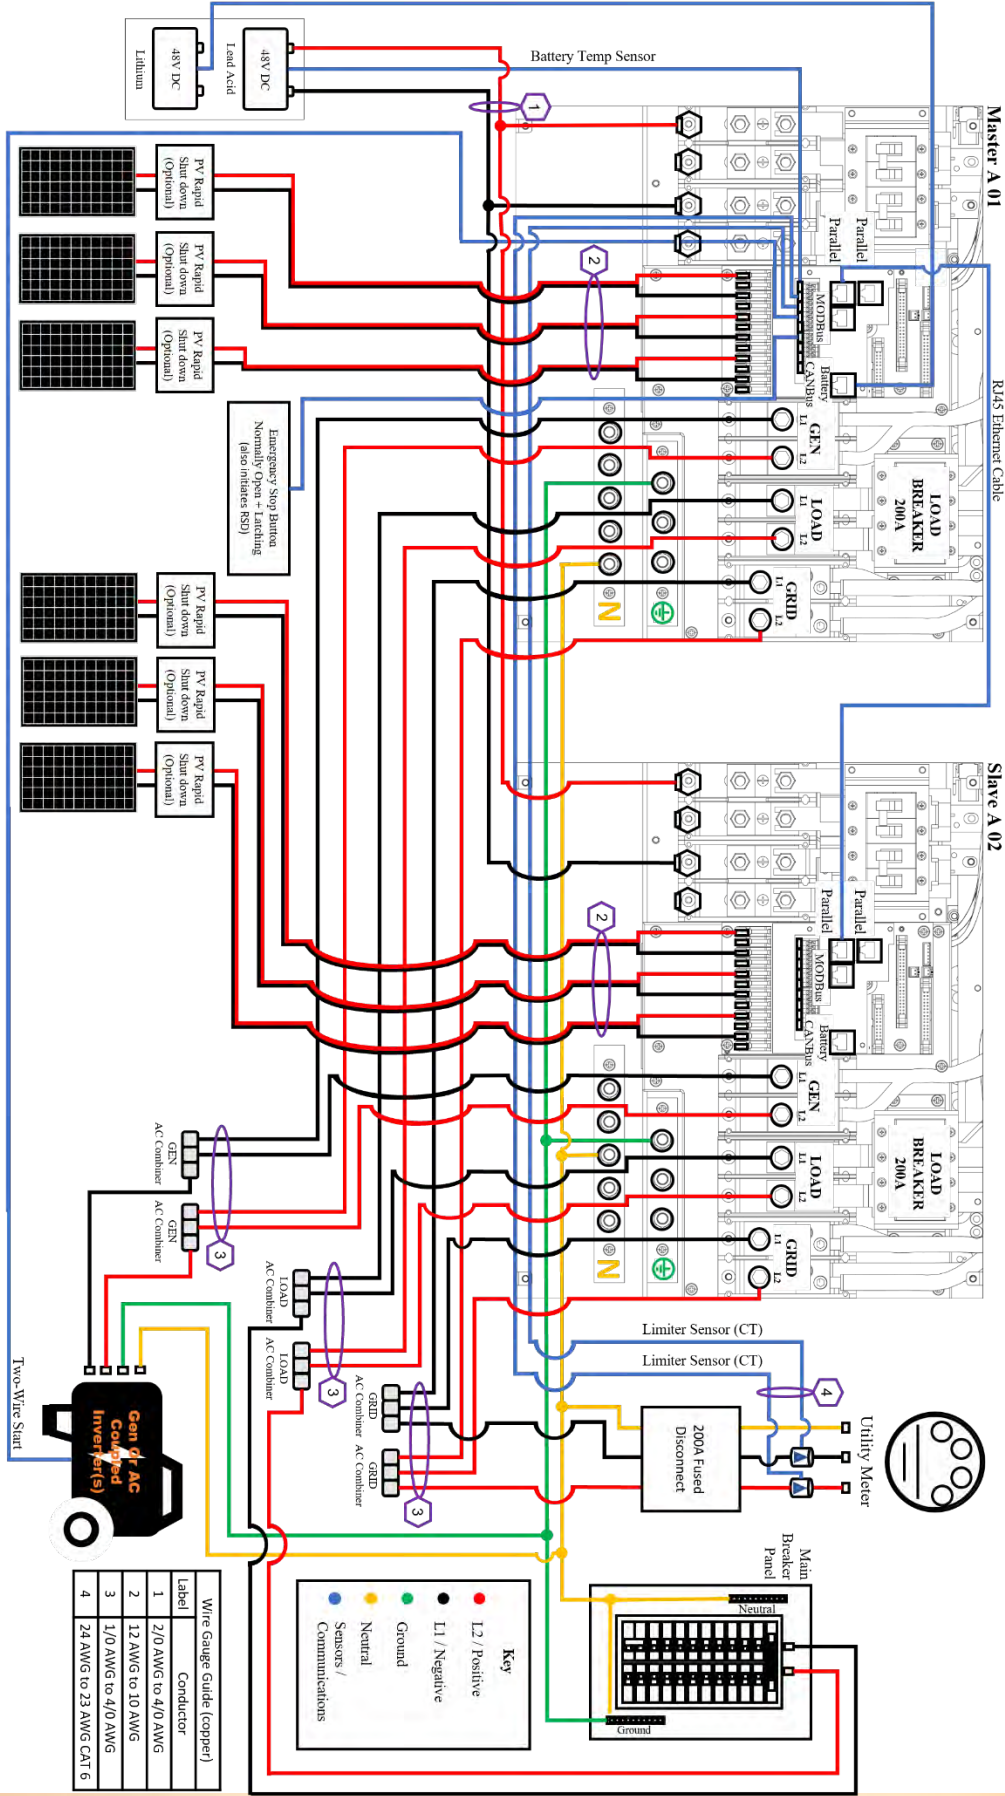 Master A 01
Slave A 02
RJ45 Ethernet Cable
Battery Temp Sensor
48V DC
Lithium
48V DC
Lead Acid
1
PV Rapid
Shut down
(Optional)
PV Rapid
Shut down
(Optional)
PV Rapid
Shut down
(Optional)
2
Parallel
Parallel
MODBus
Battery
CANBus
GEN
L1
L2
LOAD
L1
L2
GRID
L1
L2
LOAD
BREAKER
200A
N
Emergency Stop Button
Normally Open + Latching
(also initiates RSD)
PV Rapid
Shut down
(Optional)
PV Rapid
Shut down
(Optional)
PV Rapid
Shut down
(Optional)
2
Parallel
Parallel
MODBus
Battery
CANBus
GEN
L1
L2
LOAD
L1
L2
GRID
L1
L2
LOAD
BREAKER
200A
N
GEN
AC Combiner
GEN
AC Combiner
3
LOAD
AC Combiner
LOAD
AC Combiner
3
GRID
AC Combiner
GRID
AC Combiner
3
Limiter Sensor (CT)
Limiter Sensor (CT)
4
Utility Meter
200A Fused
Disconnect
Two-Wire Start
Gen Or AC
Coupled
Inverter(s)
Main
Breaker
Panel
Neutral
Ground
Key
L2 / Positive
L1 / Negative
Ground
Neutral
Sensors /
Communications
Wire Gauge Guide (copper)
Label Conductor
1 2/0 AWG to 4/0 AWG
2 12 AWG to 10 AWG
3 1/0 AWG to 4/0 AWG
4 24 AWG to 23 AWG CAT 6